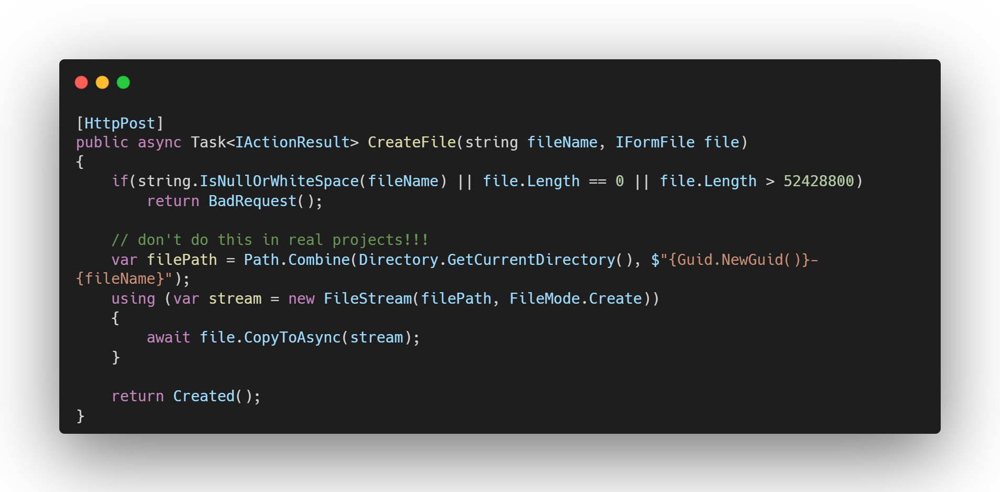 [HttpPost]
public async Task<IActionResult> CreateFile(string fileName, IFormFile file)
{
    if(string.IsNullOrWhiteSpace(fileName) || file.Length == 0 || file.Length > 52428800)
        return BadRequest();

    // don't do this in real projects!!!
    var filePath = Path.Combine(Directory.GetCurrentDirectory(), $"{Guid.NewGuid()}-
{fileName}");
    using (var stream = new FileStream(filePath, FileMode.Create))
    {
        await file.CopyToAsync(stream);
    }

    return Created();
}